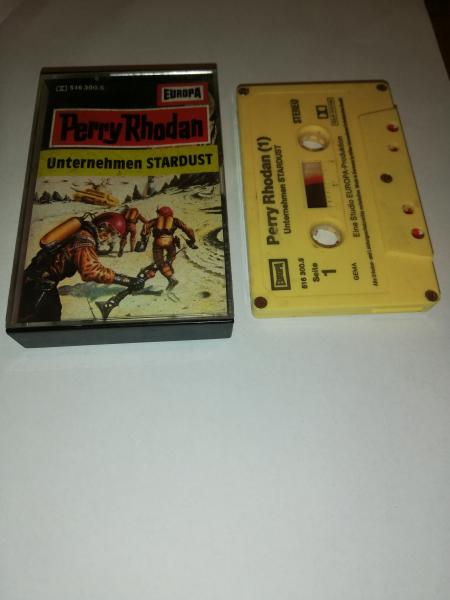 516 300.5
EUROPA
Perry Rhodan
Unternehmen STARDUST
Perry Rhodan (1)
Unternehmen STARDUST
STEREO
EUROPA
516 300.5
Seite
1
GEMA
Eine Studio EUROPA-Produktion